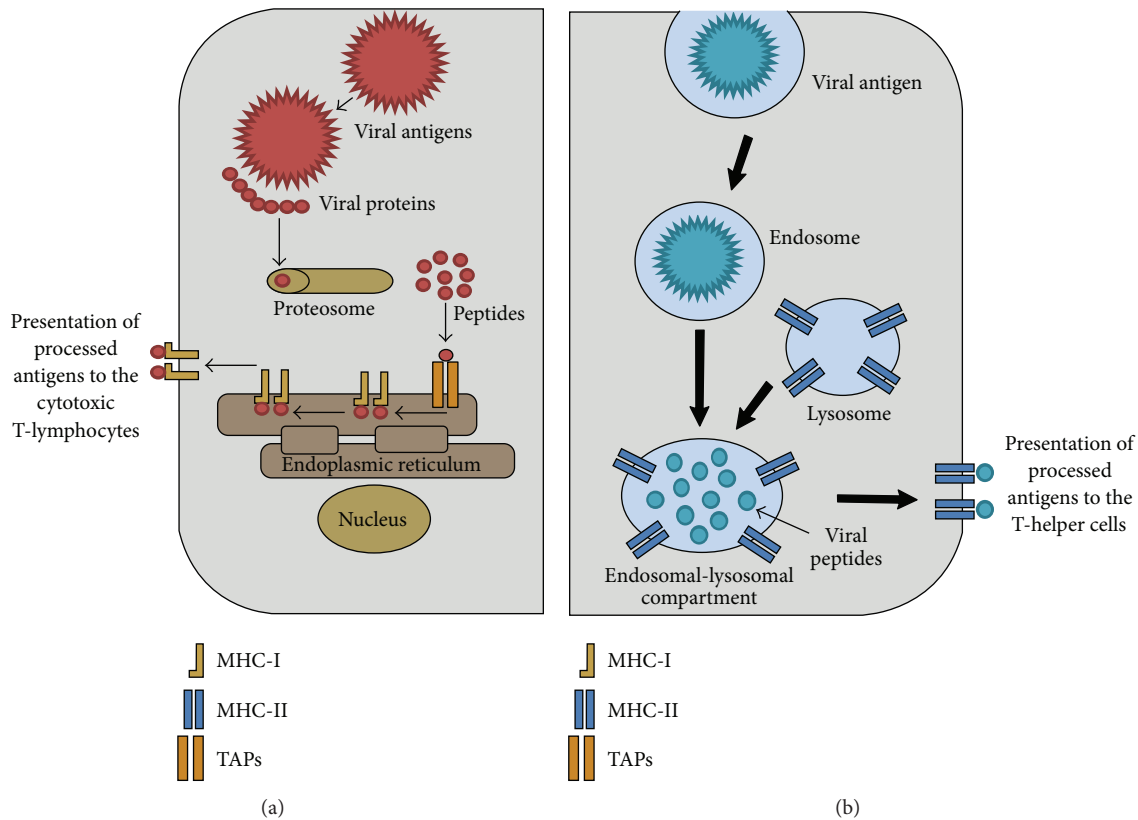 Viral antigens
Viral proteins
Proteosome
Peptides
Presentation of
processed
antigens to the
cytotoxic
T-lymphocytes
Endoplasmic reticulum
Nucleus
MHC-I
MHC-II
TAPs
(a)
Viral antigen
Endosome
Lysosome
Viral
peptides
Endosomal-lysosomal
compartment
Presentation of
processed
antigens to the
T-helper cells
MHC-I
MHC-II
TAPs
(b)